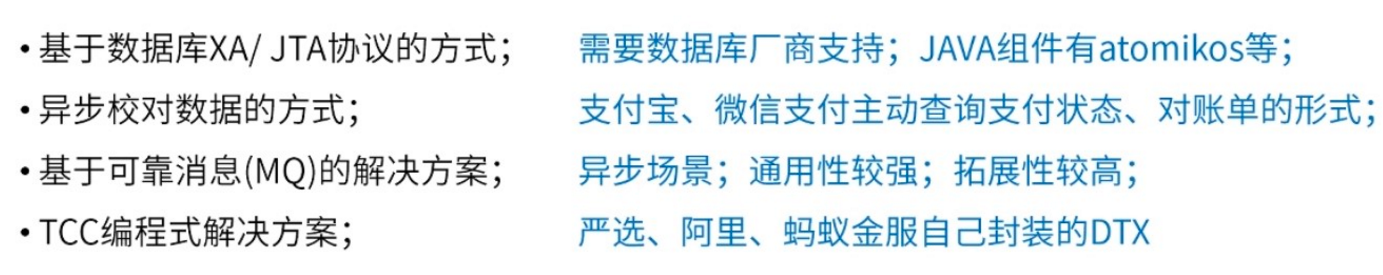 • 基于数据库XA/ JTA协议的方式； 需要数据库厂商支持；JAVA组件有atomikos等；
• 异步校对数据的方式； 支付宝、微信支付主动查询支付状态、对账单的形式；
• 基于可靠消息(MQ)的解决方案； 异步场景；通用性较强；拓展性较高；
• TCC编程式解决方案； 严选、阿里、蚂蚁金服自己封装的DTX